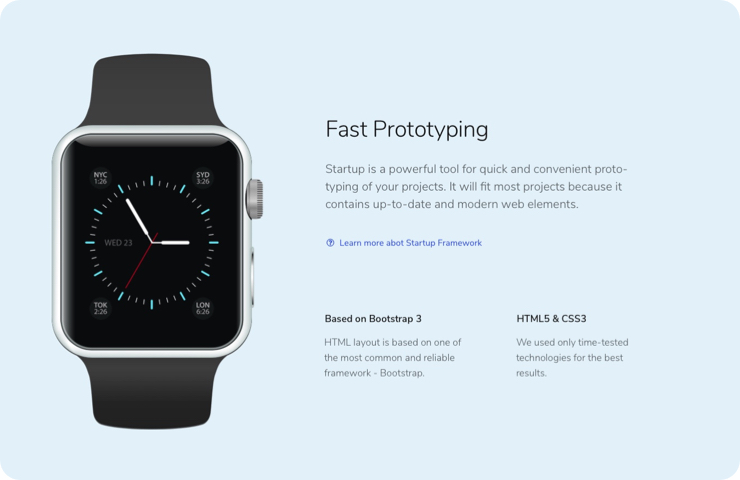 NYC
1:26
SYD
3:26
WED 23
TOK
2:26
LON
6:26
Fast Prototyping
Startup is a powerful tool for quick and convenient proto-
typing of your projects. It will fit most projects because it
contains up-to-date and modern web elements.
Learn more abot Startup Framework
Based on Bootstrap 3
HTML layout is based on one of
the most common and reliable
framework - Bootstrap.
HTML5 & CSS3
We used only time-tested
technologies for the best
results.